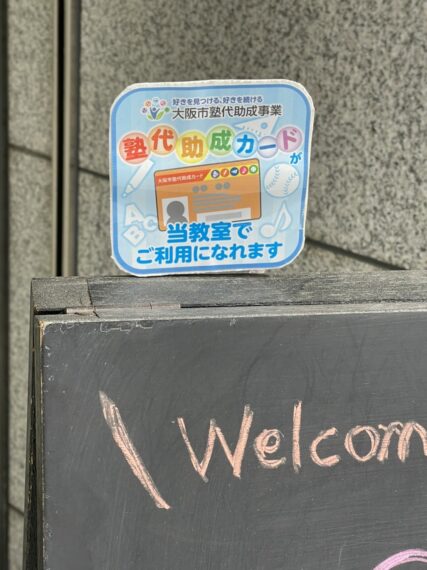 好きを見つける、好きを続ける
大阪市塾代助成事業
塾代助成カードが
大阪市塾代助成カード
ABC
当教室で
ご利用になれます
\ Welcom